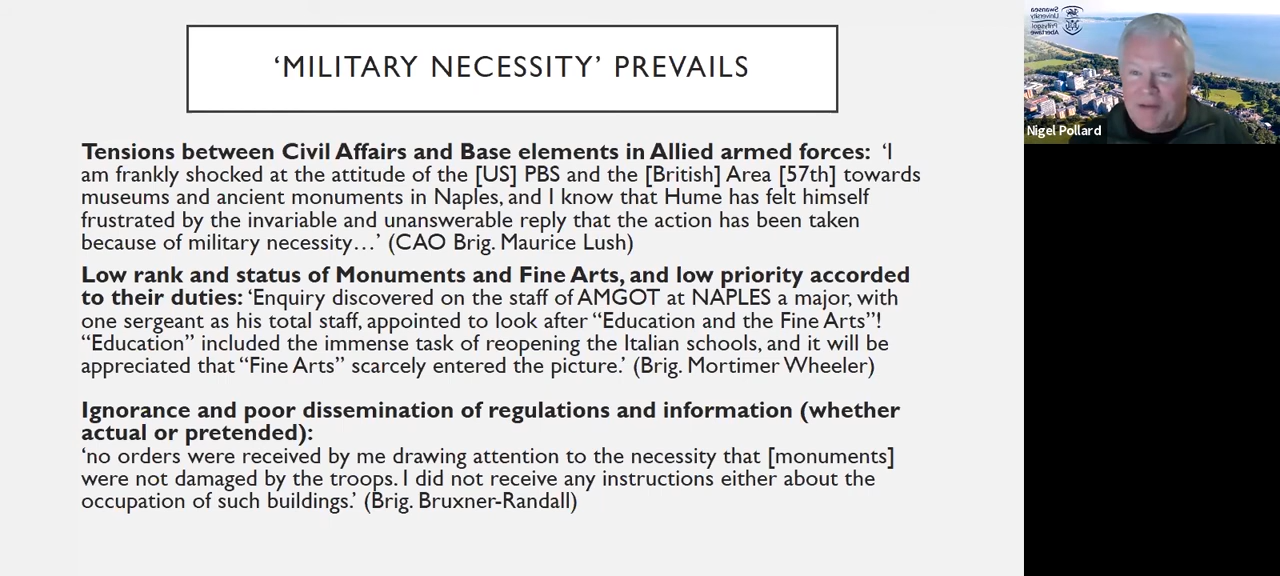 'MILITARY NECESSITY' PREVAILS
Tensions between Civil Affairs and Base elements in Allied armed forces: 'I
am frankly shocked at the attitude of the [US] PBS and the [British] Area [57th] towards
museums and ancient monuments in Naples, and I know that Hume has felt himself
frustrated by the invariable and unanswerable reply that the action has been taken
because of military necessity…' (CAO Brig. Maurice Lush)
Low rank and status of Monuments and Fine Arts, and low priority accorded
to their duties: 'Enquiry discovered on the staff of AMGOT at NAPLES a major, with
one sergeant as his total staff, appointed to look after “Education and the Fine Arts”!
“Education” included the immense task of reopening the Italian schools, and it will be
appreciated that “Fine Arts” scarcely entered the picture.' (Brig. Mortimer Wheeler)
Ignorance and poor dissemination of regulations and information (whether
actual or pretended):
'no orders were received by me drawing attention to the necessity that [monuments]
were not damaged by the troops. I did not receive any instructions either about the
occupation of such buildings.' (Brig. Bruxner-Randall)
Swansea
University
Prifysgol
Abertawe
Nigel Pollard